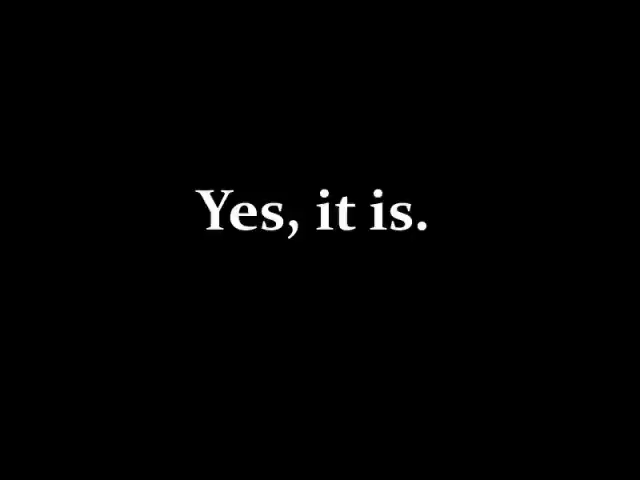 Yes, it is.